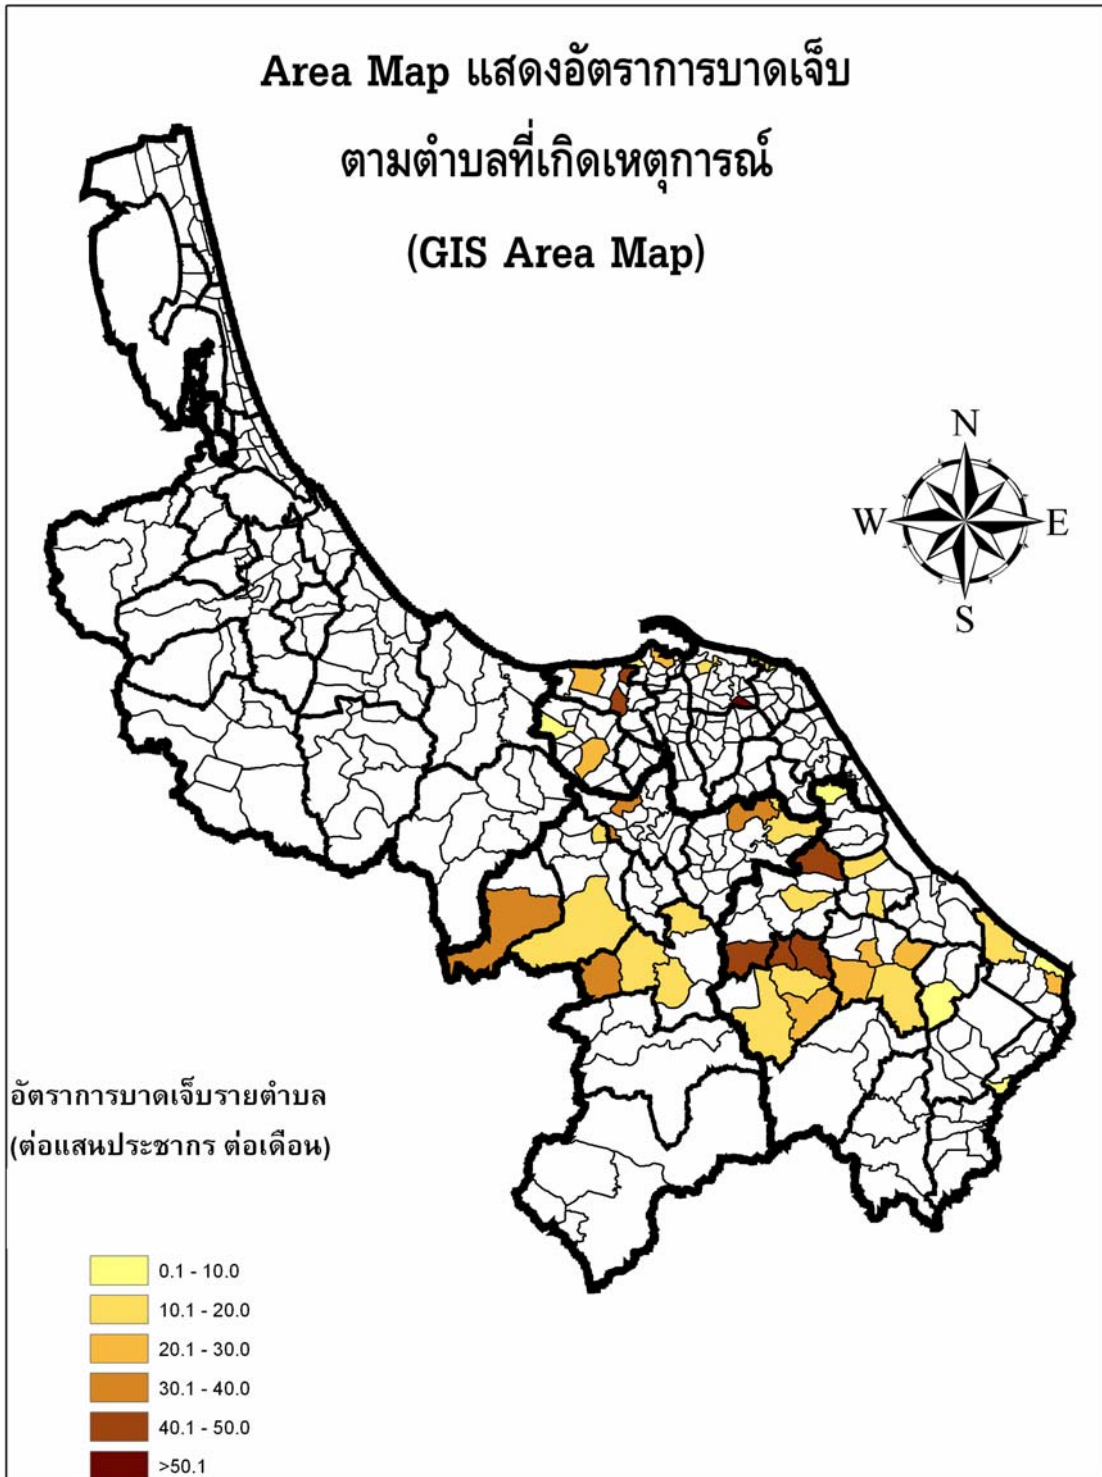 Area Map แสดงอัตราการบาดเจ็บ
ตามตำบลที่เกิดเหตุการณ์
(GIS Area Map)
N
W E
S
อัตราการบาดเจ็บรายตำบล
(ต่อแสนประชากร ต่อเดือน)
0.1 - 10.0
10.1 - 20.0
20.1 - 30.0
30.1 - 40.0
40.1 - 50.0
>50.1